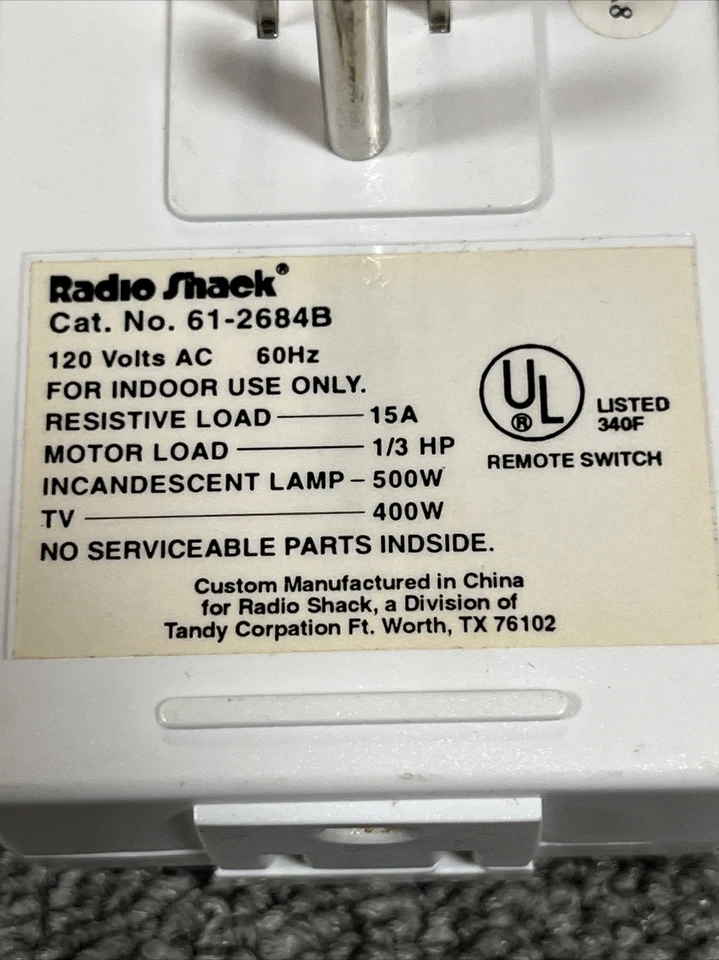 8
Radio Shack®
Cat. No. 61-2684B
120 Volts AC 60Hz
FOR INDOOR USE ONLY.
RESISTIVE LOAD — 15A
MOTOR LOAD — 1/3 HP
INCANDESCENT LAMP – 500W
TV — 400W
NO SERVICEABLE PARTS INDSIDE.
UL
®
LISTED
340F
REMOTE SWITCH
Custom Manufactured in China
for Radio Shack, a Division of
Tandy Corpation Ft. Worth, TX 76102